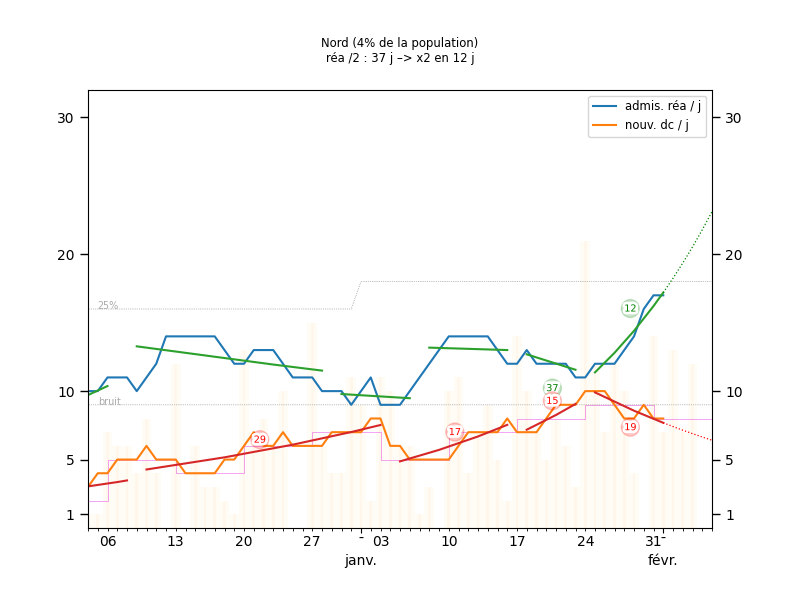 Nord (4% de la population)
réa /2 : 37 j –> x2 en 12 j
admis. réa / j
nouv. dc / j
30 30
20 20
25%
12
10 10
bruit
37
15
29 17 19
5 5
1 1
06 13 20 27 03 10 17 24 31
janv. févr.